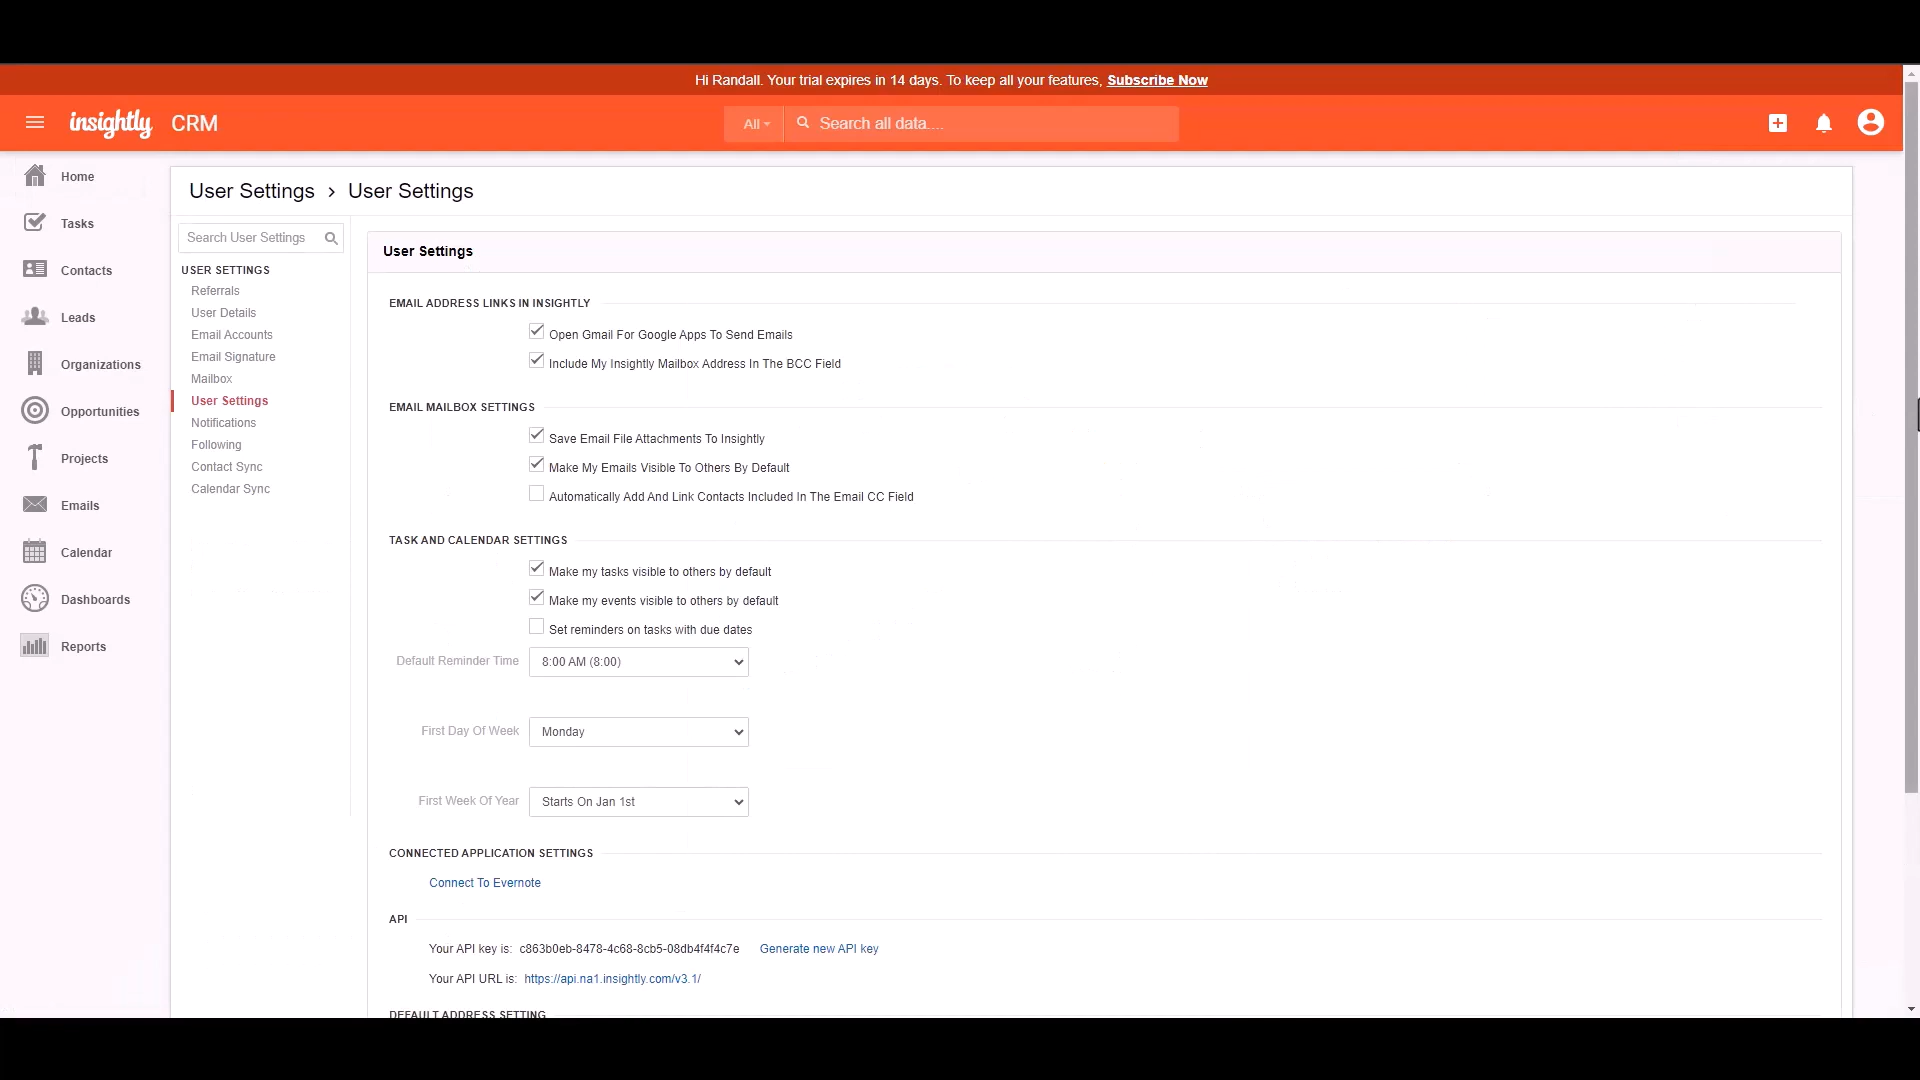 Hi Randall. Your trial expires in 14 days. To keep all your features, Subscribe Now
insightly CRM
All
Search all data....
Home
Tasks
Contacts
Leads
Organizations
Opportunities
Projects
Emails
Calendar
Dashboards
Reports
User Settings > User Settings
Search User Settings
USER SETTINGS
Referrals
User Details
Email Accounts
Email Signature
Mailbox
User Settings
Notifications
Following
Contact Sync
Calendar Sync
User Settings
EMAIL ADDRESS LINKS IN INSIGHTLY
Open Gmail For Google Apps To Send Emails
Include My Insightly Mailbox Address In The BCC Field
EMAIL MAILBOX SETTINGS
Save Email File Attachments To Insightly
Make My Emails Visible To Others By Default
Automatically Add And Link Contacts Included In The Email CC Field
TASK AND CALENDAR SETTINGS
Make my tasks visible to others by default
Make my events visible to others by default
Set reminders on tasks with due dates
Default Reminder Time 8:00 AM (8:00)
First Day Of Week Monday
First Week Of Year Starts On Jan 1st
CONNECTED APPLICATION SETTINGS
Connect To Evernote
API
Your API key is: c863b0eb-8478-4c68-8cb5-08db4f4f4c7e Generate new API key
Your API URL is: https://api.na1.insightly.com/v3.1/
DEFAULT ADDRESS SETTING